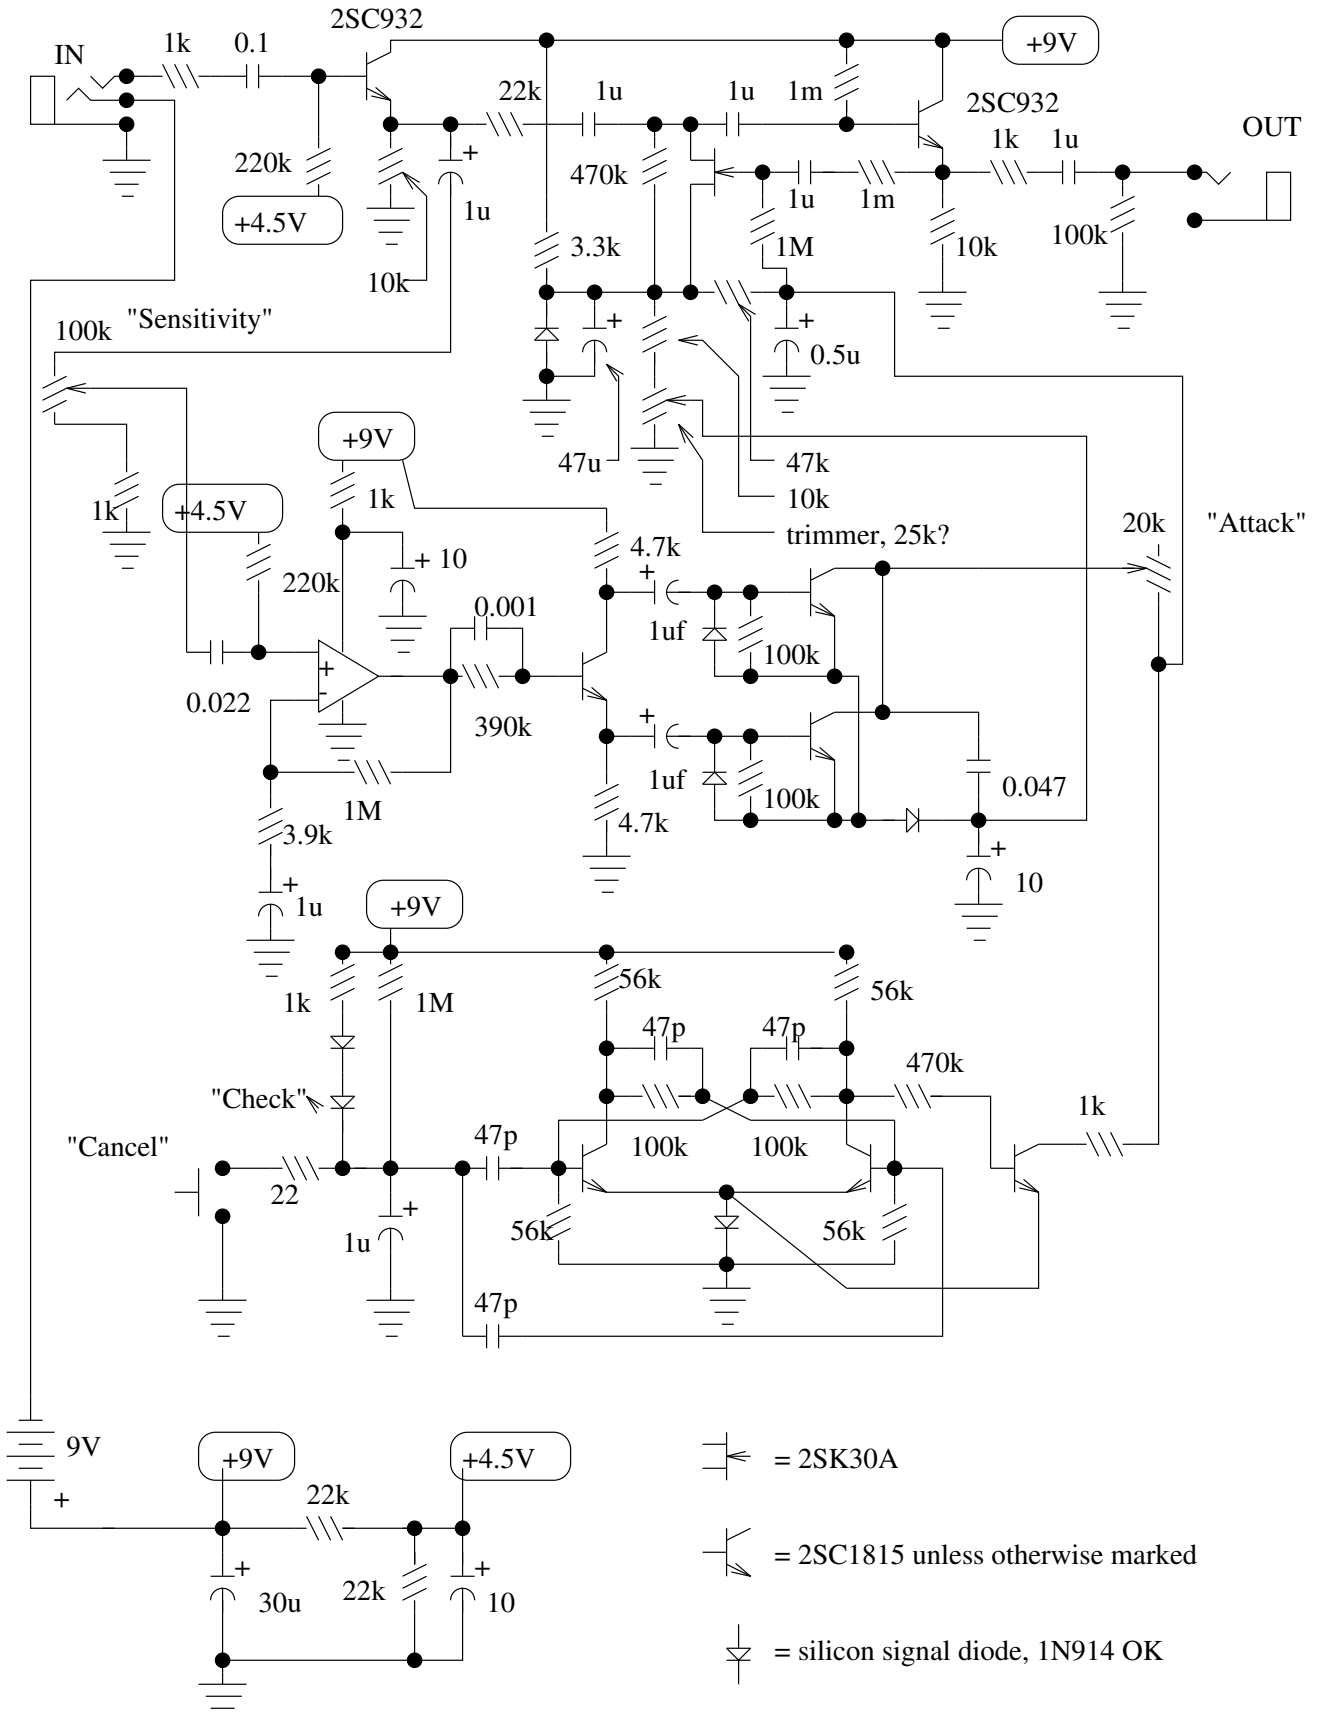 2SC932
IN
1k
0.1
+9V
22k
1u
1u
1m
2SC932
1k
1u
OUT
220k
+
470k
+4.5V
1u
1u
1m
3.3k
1M
10k
100k
10k
"Sensitivity"
100k
+
+
0.5u
+9V
47u
47k
1k
1k
+4.5V
10k
20k
"Attack"
trimmer, 25k?
4.7k
+ 10
+
220k
0.001
1uf
100k
+
-
0.022
390k
+
1uf
100k
0.047
1M
3.9k
4.7k
+
10
+
1u
+9V
56k
56k
1k
1M
47p
47p
470k
"Check"
1k
"Cancel"
47p
100k
100k
22
+
1u
56k
56k
47p
9V
+9V
+4.5V
= 2SK30A
+
22k
+
30u
22k
+
10
= 2SC1815 unless otherwise marked
= silicon signal diode, 1N914 OK